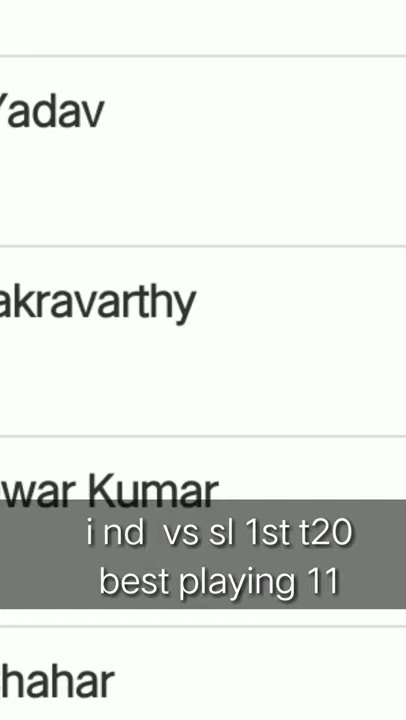 Yadav
akravarthy
war Kumar
i nd vs sl 1st t20
best playing 11
hahar